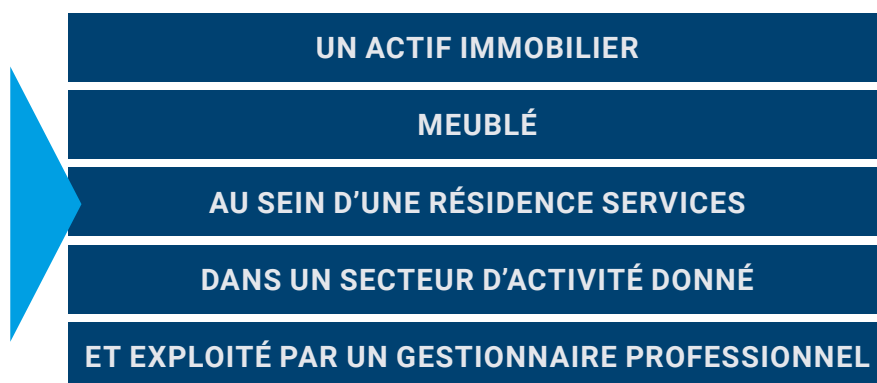 UN ACTIF IMMOBILIER
MEUBLÉ
AU SEIN D’UNE RÉSIDENCE SERVICES
DANS UN SECTEUR D’ACTIVITÉ DONNÉ
ET EXPLOITÉ PAR UN GESTIONNAIRE PROFESSIONNEL